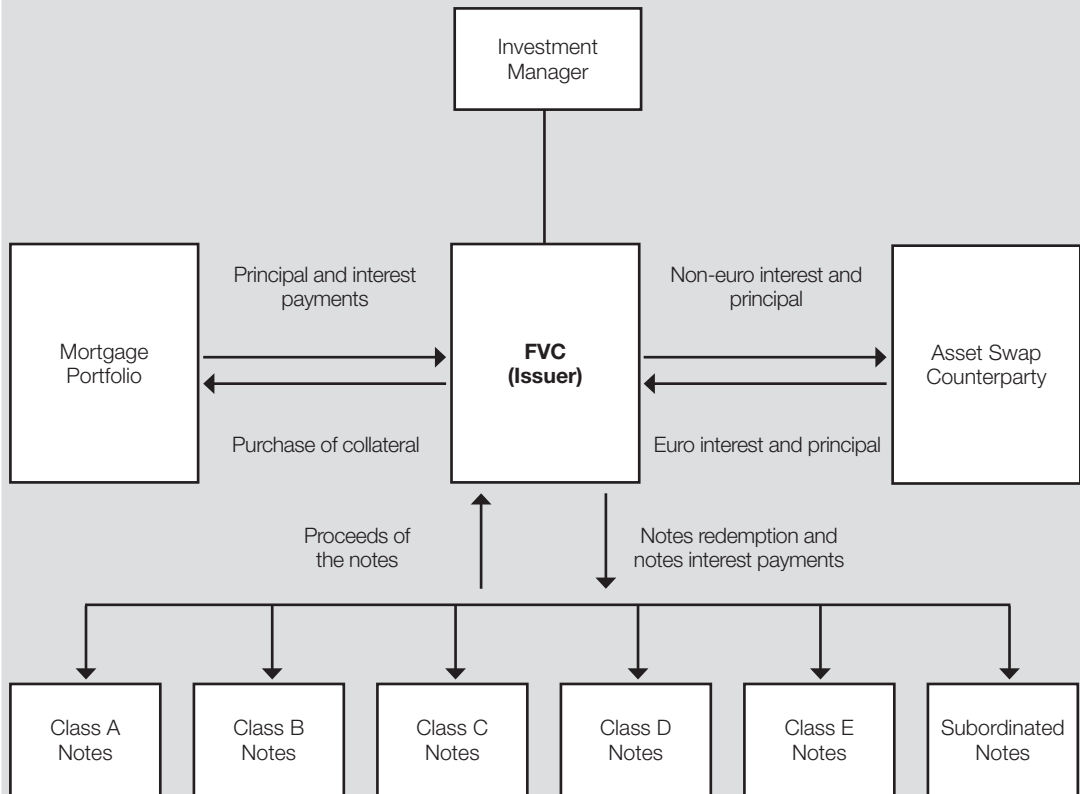 Investment
Manager
Mortgage
Portfolio
Principal and interest
payments
Purchase of collateral
FVC
(Issuer)
Non-euro interest and
principal
Euro interest and principal
Asset Swap
Counterparty
Proceeds of
the notes
Notes redemption and
notes interest payments
Class A
Notes
Class B
Notes
Class C
Notes
Class D
Notes
Class E
Notes
Subordinated
Notes